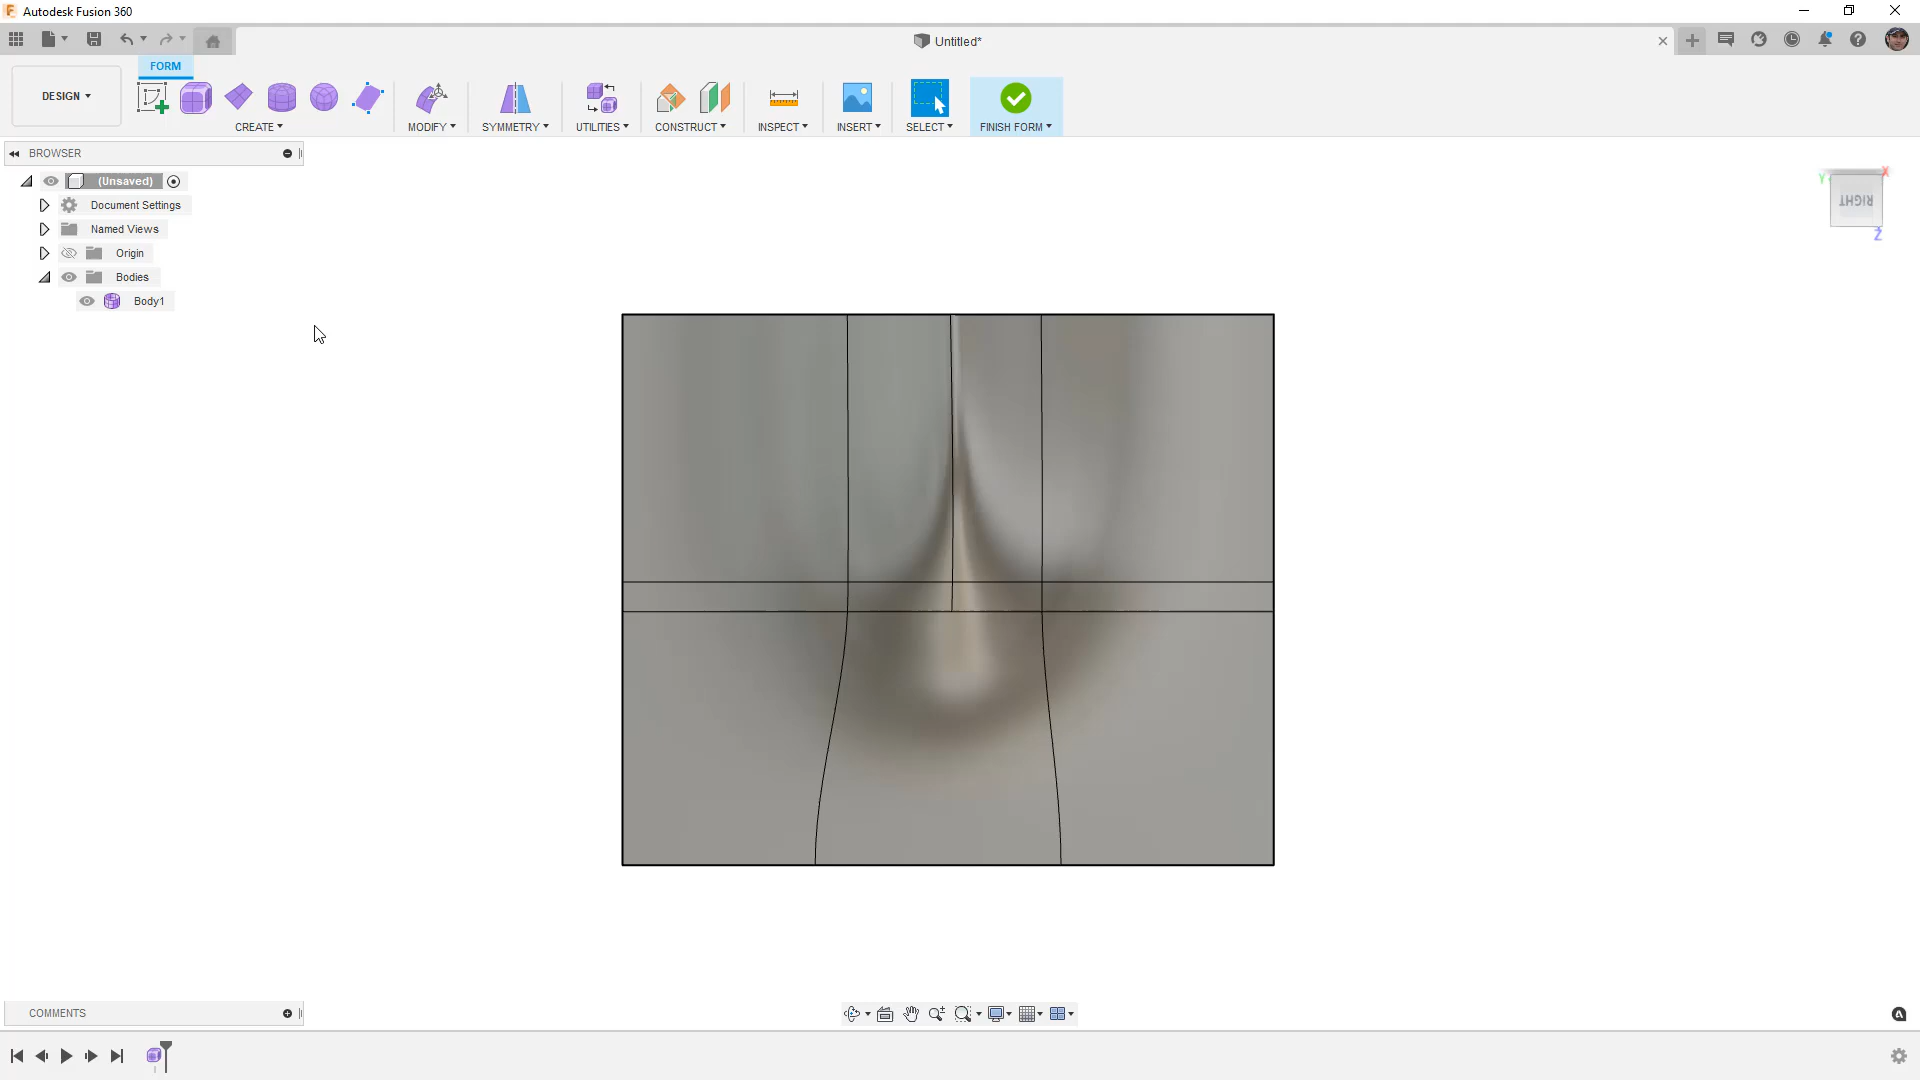 Autodesk Fusion 360
Untitled*
FORM
DESIGN
CREATE
MODIFY
SYMMETRY
UTILITIES
CONSTRUCT
INSPECT
INSERT
SELECT
FINISH FORM
BROWSER
(Unsaved)
Document Settings
Named Views
Origin
Bodies
Body1
X
Y
RIGHT
Z
COMMENTS